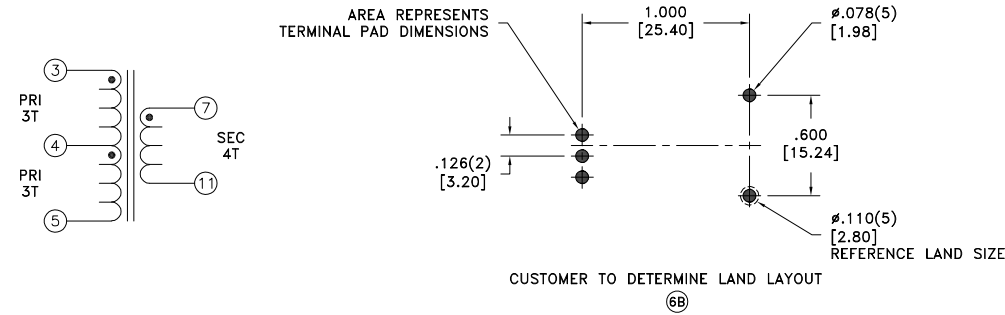 3
PRI
3T
4
PRI
3T
5
7
SEC
4T
11
AREA REPRESENTS
TERMINAL PAD DIMENSIONS
1.000
[25.40]
ø.078(5)
[1.98]
.126(2)
[3.20]
.600
[15.24]
ø.110(5)
[2.80]
REFERENCE LAND SIZE
CUSTOMER TO DETERMINE LAND LAYOUT
6B